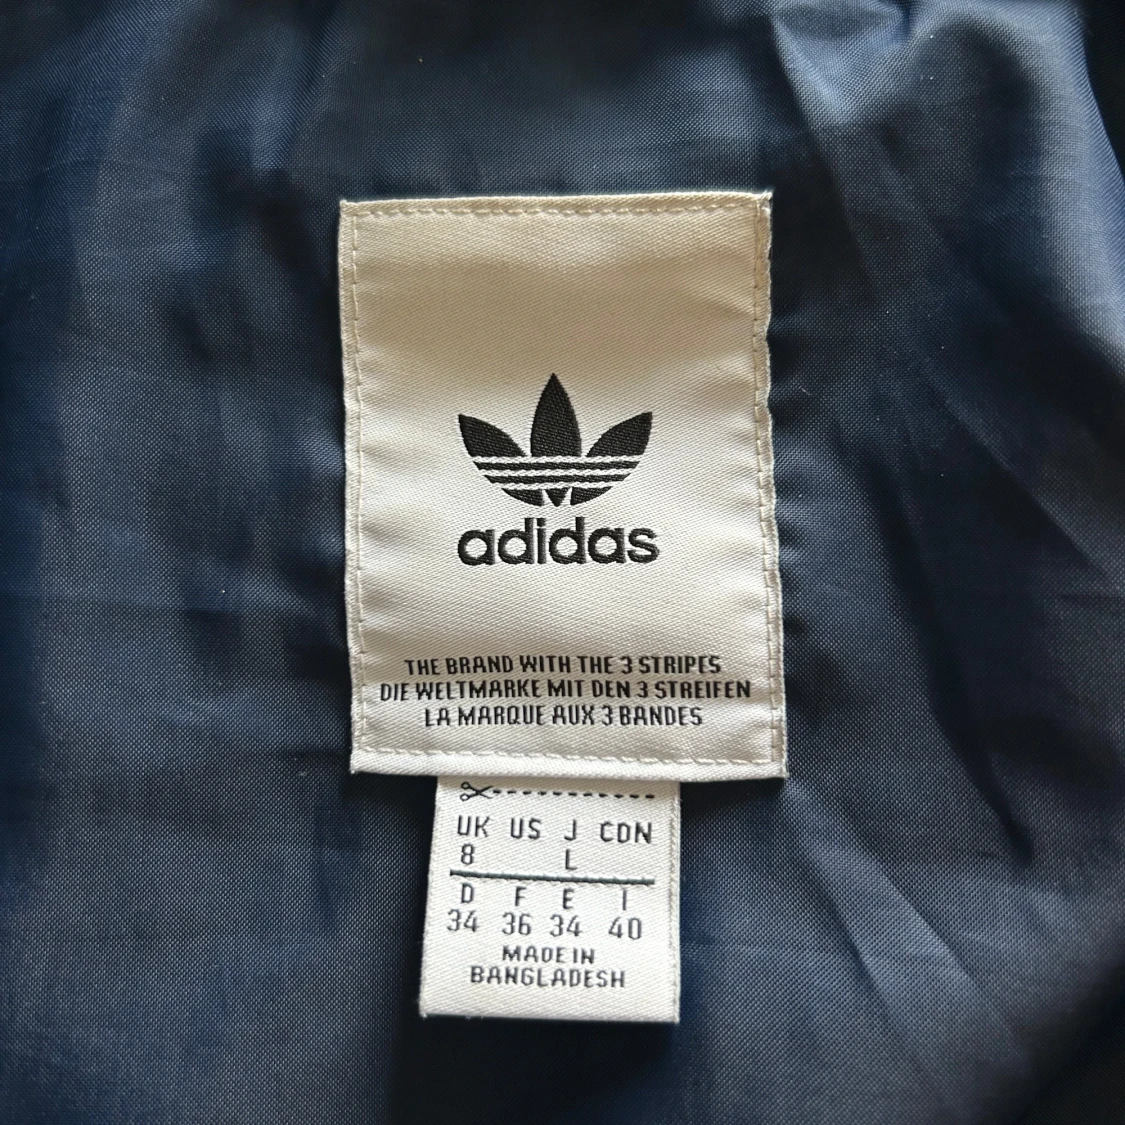 adidas
THE BRAND WITH THE 3 STRIPES
DIE WELTMARKE MIT DEN 3 STREIFEN
LA MARQUE AUX 3 BANDES
UK US J CDN
8 L
D F E I
34 36 34 40
MADE IN
BANGLADESH